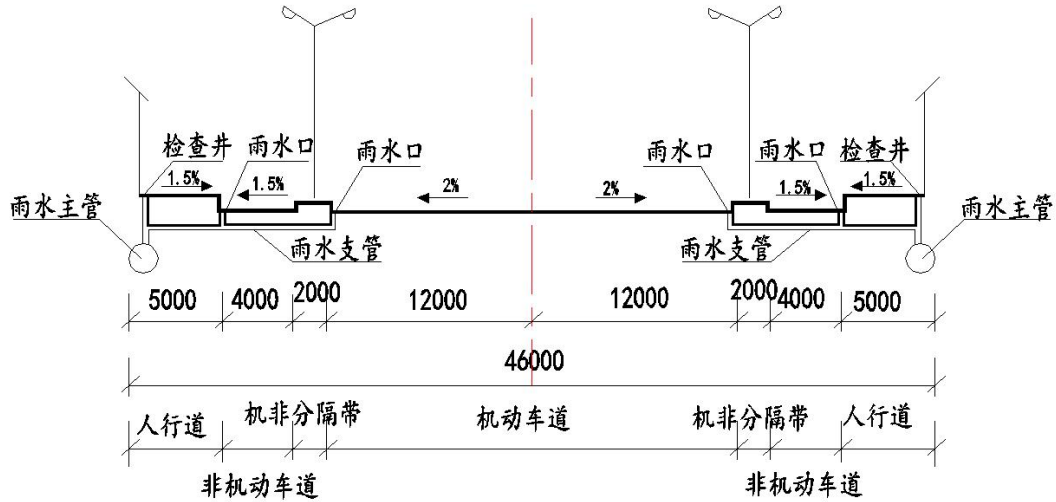 检查井 雨水口 雨水口 雨水口 雨水口 检查井
1.5% 1.5% 2% 2% 1.5% 1.5%
雨水主管 雨水主管
雨水支管 雨水支管
5000 4000 2000 12000 12000 2000 4000 5000
46000
人行道 机非分隔带 机动车道 机非分隔带 人行道
非机动车道 非机动车道